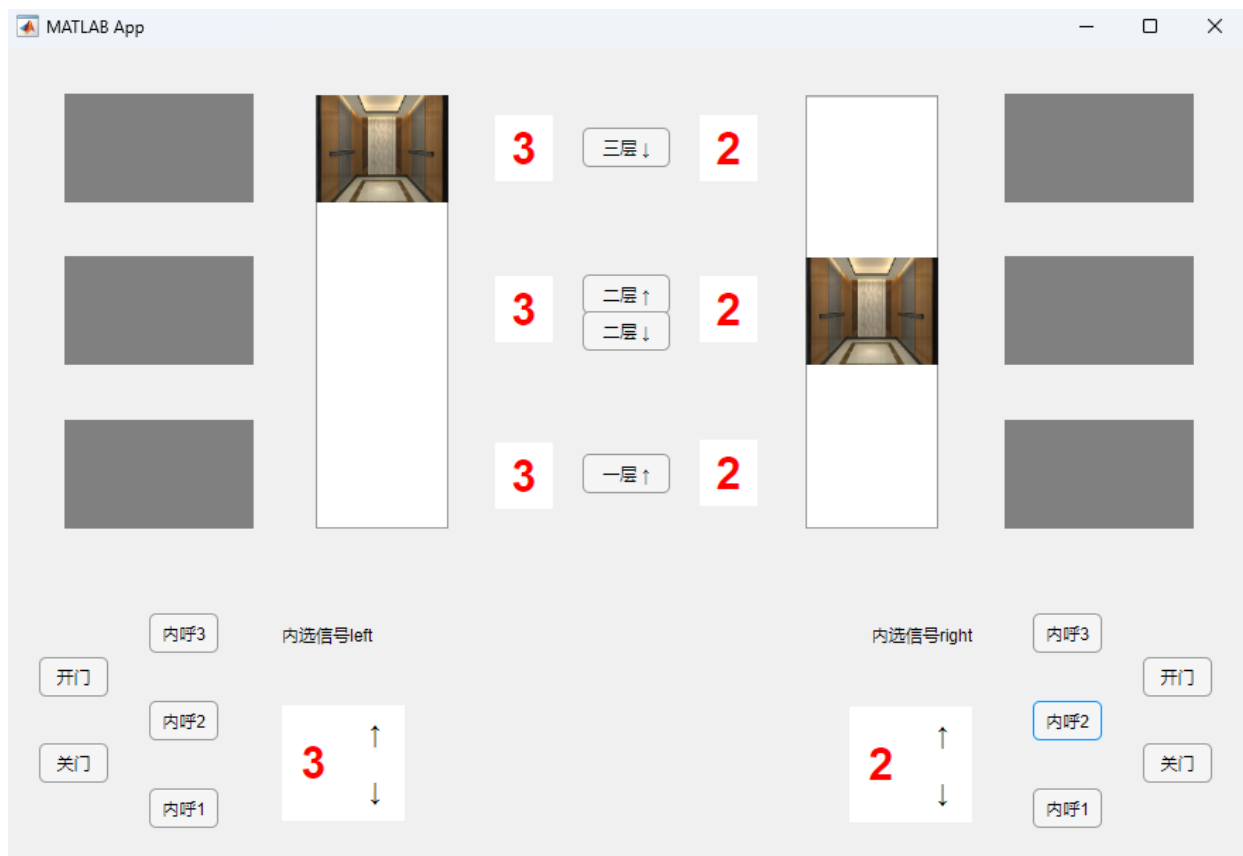 MATLAB App
3
三层↓
2
3
二层↑
二层↓
2
3
一层↑
2
内呼3
内选信号left
内选信号right
内呼3
开门
开门
内呼2
内呼2
关门
关门
3
↑
↓
2
↑
↓
内呼1
内呼1